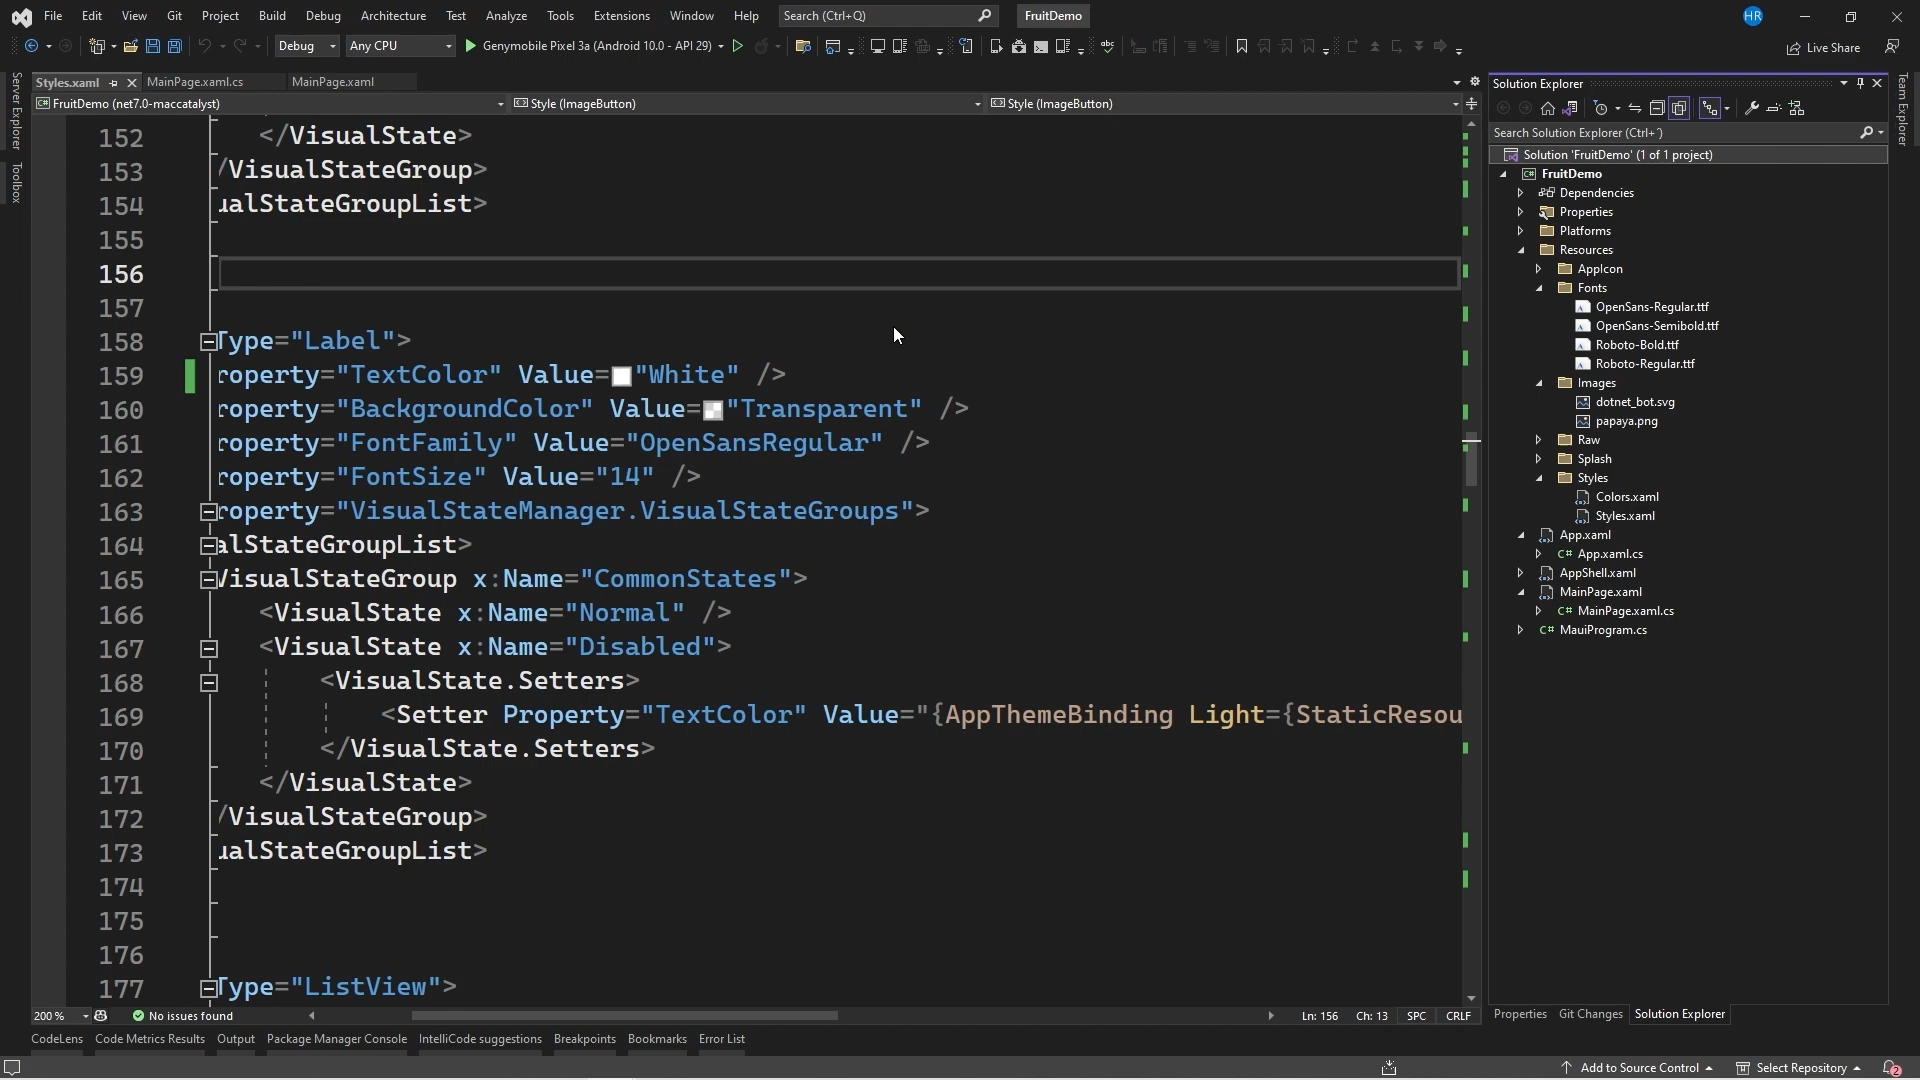 File Edit View Git Project Build Debug Architecture Test Analyze Tools Extensions Window Help Search (Ctrl+Q) FruitDemo HR
Debug Any CPU Genymobile Pixel 3a (Android 10.0 - API 29) Live Share
Server Explorer
Toolbox
Styles.xaml MainPage.xaml.cs MainPage.xaml
FruitDemo (net7.0-maccatalyst) Style (ImageButton) Style (ImageButton)
152 </VisualState>
153 /VisualStateGroup>
154 ualStateGroupList>
155
156
157
158 Type="Label">
159 roperty="TextColor" Value="White" />
160 roperty="BackgroundColor" Value="Transparent" />
161 roperty="FontFamily" Value="OpenSansRegular" />
162 roperty="FontSize" Value="14" />
163 roperty="VisualStateManager.VisualStateGroups">
164 alStateGroupList>
165 VisualStateGroup x:Name="CommonStates">
166 <VisualState x:Name="Normal" />
167 <VisualState x:Name="Disabled">
168 <VisualState.Setters>
169 <Setter Property="TextColor" Value="{AppThemeBinding Light={StaticResou
170 </VisualState.Setters>
171 </VisualState>
172 /VisualStateGroup>
173 ualStateGroupList>
174
175
176
177 Type="ListView">
200 % No issues found Ln: 156 Ch: 13 SPC CRLF
CodeLens Code Metrics Results Output Package Manager Console IntelliCode suggestions Breakpoints Bookmarks Error List
Solution Explorer
Search Solution Explorer (Ctrl+´)
Solution 'FruitDemo' (1 of 1 project)
FruitDemo
Dependencies
Properties
Platforms
Resources
AppIcon
Fonts
OpenSans-Regular.ttf
OpenSans-Semibold.ttf
Roboto-Bold.ttf
Roboto-Regular.ttf
Images
dotnet_bot.svg
papaya.png
Raw
Splash
Styles
Colors.xaml
Styles.xaml
App.xaml
C# App.xaml.cs
AppShell.xaml
MainPage.xaml
C# MainPage.xaml.cs
C# MauiProgram.cs
Properties Git Changes Solution Explorer
Team Explorer
Add to Source Control Select Repository 2